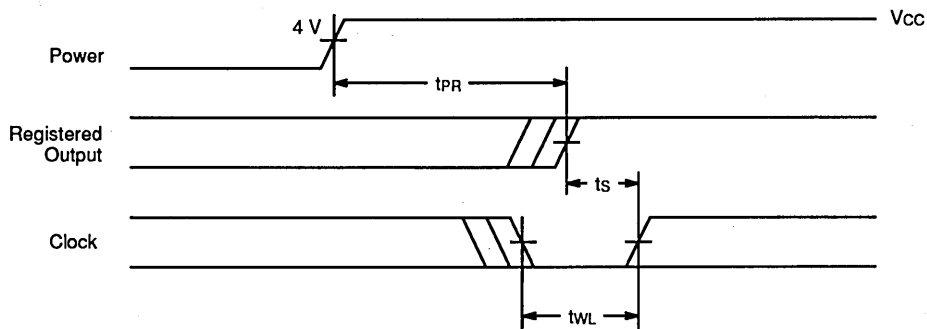 4 V
VCC
Power
tPR
Registered
Output
tS
Clock
tWL